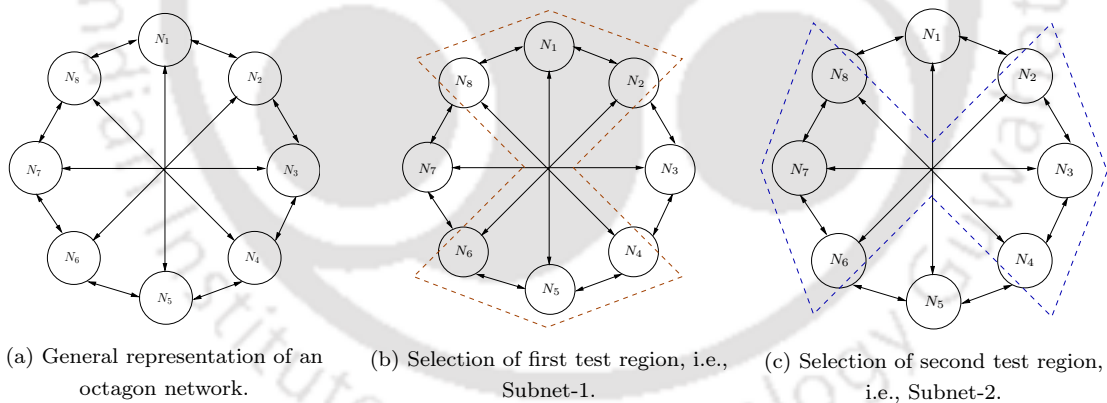 N1
N2
N3
N4
N5
N6
N7
N8
N1
N2
N3
N4
N5
N6
N7
N8
N1
N2
N3
N4
N5
N6
N7
N8
(a) General representation of an
octagon network.
(b) Selection of first test region, i.e.,
Subnet-1.
(c) Selection of second test region,
i.e., Subnet-2.